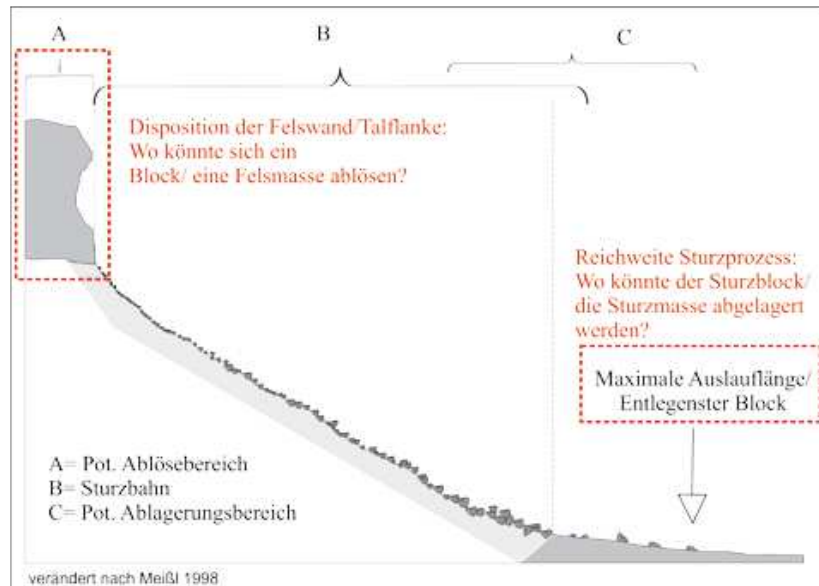 A
B
C
Disposition der Felswand/Talflanke:
Wo könnte sich ein
Block/ eine Felsmasse ablösen?
Reichweite Sturzprozess:
Wo könnte der Sturzblock/
die Sturzmasse abgelagert
werden?
Maximale Auslauflänge/
Entlegenster Block
A= Pot. Ablösebereich
B= Sturzbahn
C= Pot. Ablagerungsbereich
verändert nach Meißl 1998